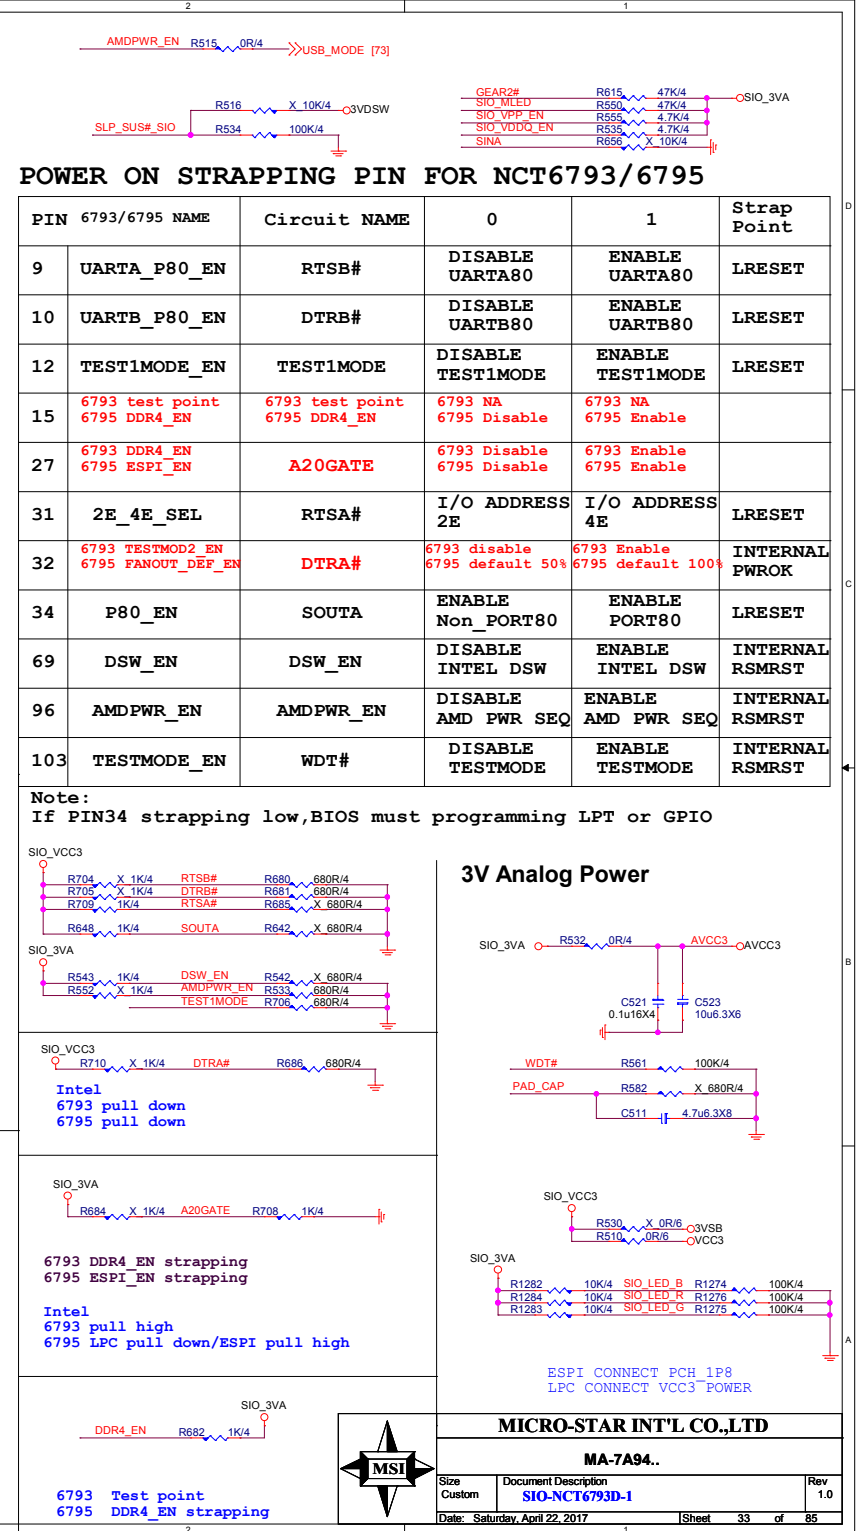 2 1
AMDPWR_EN R515 0R/4 USB_MODE [73]
R516 X_10K/4 3VDSW
SLP_SUS#_SIO R534 100K/4
GEAR2# R615 47K/4 SIO_3VA
SIO_MLED R550 47K/4
SIO_VPP_EN R555 4.7K/4
SIO_VDDQ_EN R535 4.7K/4
SINA R656 X_10K/4
POWER ON STRAPPING PIN FOR NCT6793/6795
PIN 6793/6795 NAME Circuit NAME 0 1 Strap Point
D
9 UARTA_P80_EN RTSB# DISABLE UARTA80 ENABLE UARTA80 LRESET
10 UARTB_P80_EN DTRB# DISABLE UARTB80 ENABLE UARTB80 LRESET
12 TEST1MODE_EN TEST1MODE DISABLE TEST1MODE ENABLE TEST1MODE LRESET
15 6793 test point 6795 DDR4_EN 6793 test point 6795 DDR4_EN 6793 NA 6795 Disable 6793 NA 6795 Enable
27 6793 DDR4_EN 6795 ESPI_EN A20GATE 6793 Disable 6795 Disable 6793 Enable 6795 Enable
31 2E_4E_SEL RTSA# I/O ADDRESS 2E I/O ADDRESS 4E LRESET
32 6793 TESTMOD2_EN 6795 FANOUT_DEF_EN DTRA# 6793 disable 6795 default 50% 6793 Enable 6795 default 100% INTERNAL PWROK
C
34 P80_EN SOUTA ENABLE Non_PORT80 ENABLE PORT80 LRESET
69 DSW_EN DSW_EN DISABLE INTEL DSW ENABLE INTEL DSW INTERNAL RSMRST
96 AMDPWR_EN AMDPWR_EN DISABLE AMD PWR SEQ ENABLE AMD PWR SEQ INTERNAL RSMRST
103 TESTMODE_EN WDT# DISABLE TESTMODE ENABLE TESTMODE INTERNAL RSMRST
Note:
If PIN34 strapping low,BIOS must programming LPT or GPIO
SIO_VCC3
R704 X_1K/4 RTSB# R680 680R/4
R705 X_1K/4 DTRB# R681 680R/4
R709 1K/4 RTSA# R685 X_680R/4
R648 1K/4 SOUTA R642 X_680R/4
SIO_3VA
R543 1K/4 DSW_EN R542 X_680R/4
R552 X_1K/4 AMDPWR_EN R533 680R/4
TEST1MODE R706 680R/4
SIO_VCC3
R710 X_1K/4 DTRA# R686 680R/4
Intel
6793 pull down
6795 pull down
SIO_3VA
R684 X_1K/4 A20GATE R708 1K/4
6793 DDR4_EN strapping
6795 ESPI_EN strapping
Intel
6793 pull high
6795 LPC pull down/ESPI pull high
SIO_3VA
DDR4_EN R682 1K/4
6793 Test point
6795 DDR4_EN strapping
3V Analog Power
SIO_3VA R532 0R/4 AVCC3 AVCC3
B
C521 C523
0.1u16X4 10u6.3X6
WDT# R561 100K/4
PAD_CAP R582 X_680R/4
C511 4.7u6.3X8
SIO_VCC3
R530 X_0R/6 3VSB
R510 0R/6 VCC3
SIO_3VA
R1282 10K/4 SIO_LED_B R1274 100K/4
R1284 10K/4 SIO_LED_R R1276 100K/4
R1283 10K/4 SIO_LED_G R1275 100K/4
A
ESPI CONNECT PCH_1P8
LPC CONNECT VCC3 POWER
MSI
MICRO-STAR INT'L CO.,LTD
MA-7A94..
Size Document Description Rev
Custom SIO-NCT6793D-1 1.0
Date: Saturday, April 22, 2017 Sheet 33 of 85
2 1